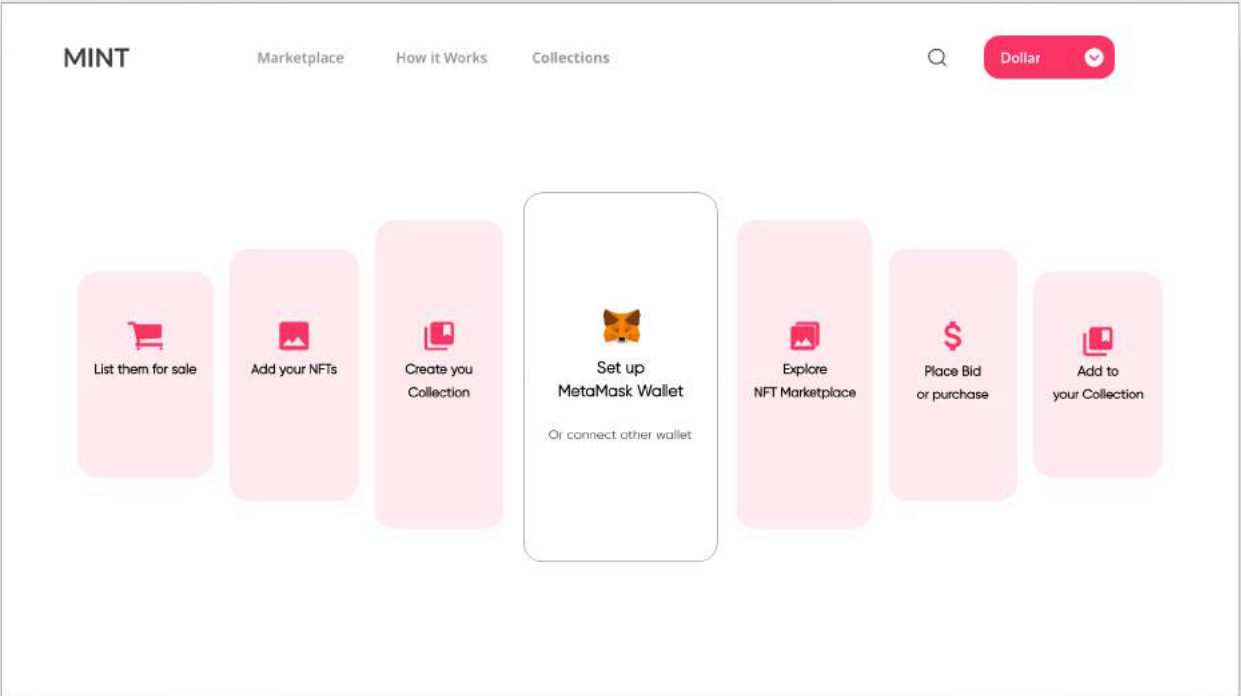 MINT
Marketplace
How it Works
Collections
Dollar
List them for sale
Add your NFTs
Create you
Collection
Set up
MetaMask Wallet
Or connect other wallet
Explore
NFT Marketplace
Place Bid
or purchase
Add to
your Collection